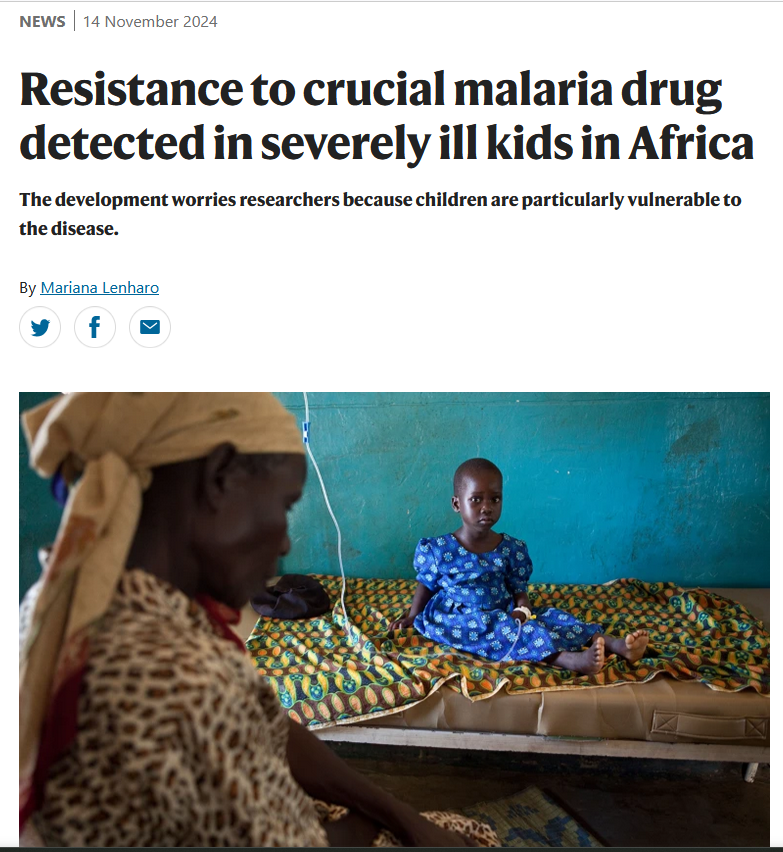 NEWS | 14 November 2024
Resistance to crucial malaria drug
detected in severely ill kids in Africa
The development worries researchers because children are particularly vulnerable to
the disease.
By Mariana Lenharo